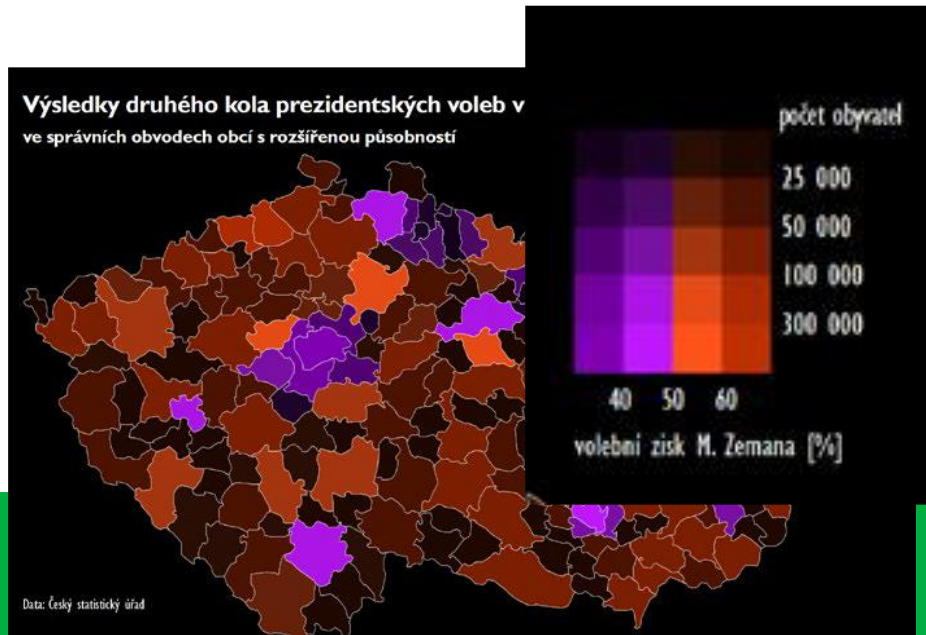 Výsledky druhého kola prezidentských voleb v
ve správních obvodech obcí s rozšířenou působností
počet obyvatel
25 000
50 000
100 000
300 000
40 50 60
volební zisk M. Zemana [%]
Data: Český statistický úřad